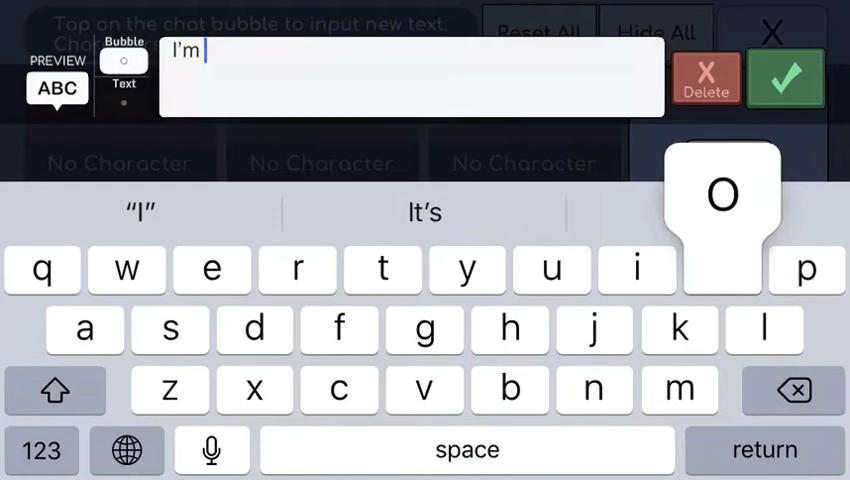 Tap on the chat bubble to input new text.
Reset All
Hide All
X
PREVIEW
Bubble
ABC
Text
I'm
X
Delete
No Character
No Character
No Character
“I”
It's
O
q w e r t y u i p
a s d f g h j k l
z x c v b n m
123
space
return